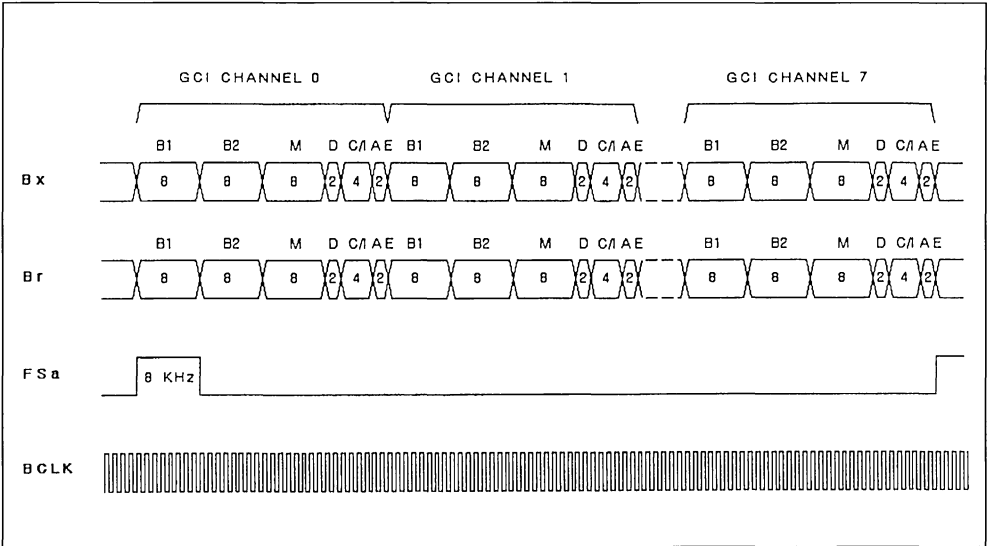 GCI CHANNEL 0 GCI CHANNEL 1 GCI CHANNEL 7
B1 B2 M D C/I A E B1 B2 M D C/I A E B1 B2 M D C/I A E
Bx 8 8 8 2 4 2 8 8 8 2 4 2 8 8 8 2 4 2
B1 B2 M D C/I A E B1 B2 M D C/I A E B1 B2 M D C/I A E
Br 8 8 8 2 4 2 8 8 8 2 4 2 8 8 8 2 4 2
FSa 8 KHz
BCLK